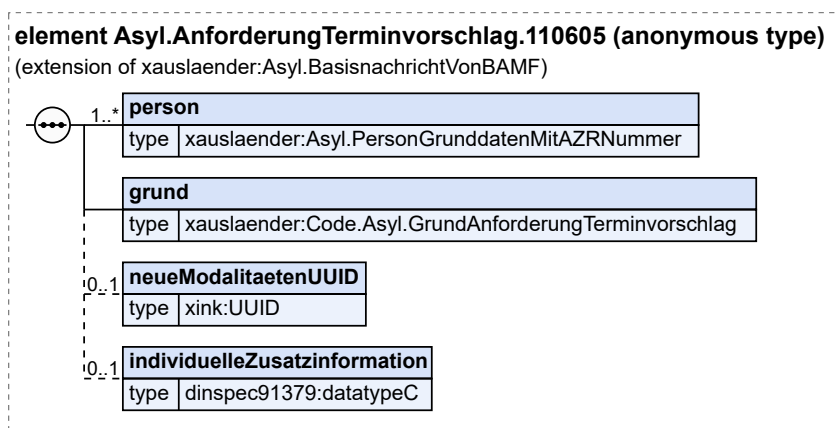 element Asyl.AnforderungTerminvorschlag.110605 (anonymous type)
(extension of xauslaender:Asyl.BasisnachrichtVonBAMF)
1..* person
type xauslaender:Asyl.PersonGrunddatenMitAZRNummer
grund
type xauslaender:Code.Asyl.GrundAnforderungTerminvorschlag
0..1 neueModalitaetenUUID
type xink:UUID
0..1 individuelleZusatzinformation
type dinspec91379:datatypeC